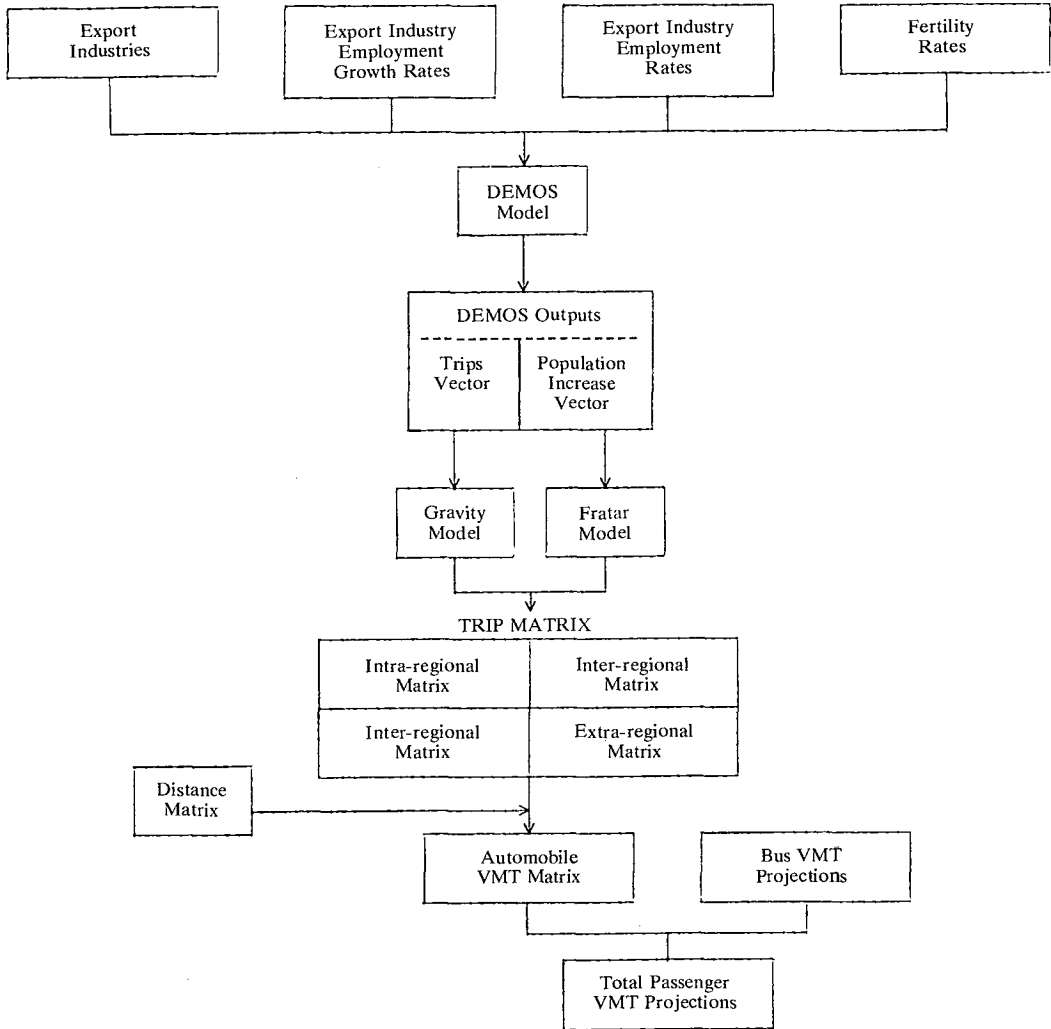 Export
Industries
Export Industry
Employment
Growth Rates
Export Industry
Employment
Rates
Fertility
Rates
DEMOS
Model
DEMOS Outputs
Trips
Vector
Population
Increase
Vector
Gravity
Model
Fratar
Model
TRIP MATRIX
Intra-regional
Matrix
Inter-regional
Matrix
Inter-regional
Matrix
Extra-regional
Matrix
Distance
Matrix
Automobile
VMT Matrix
Bus VMT
Projections
Total Passenger
VMT Projections